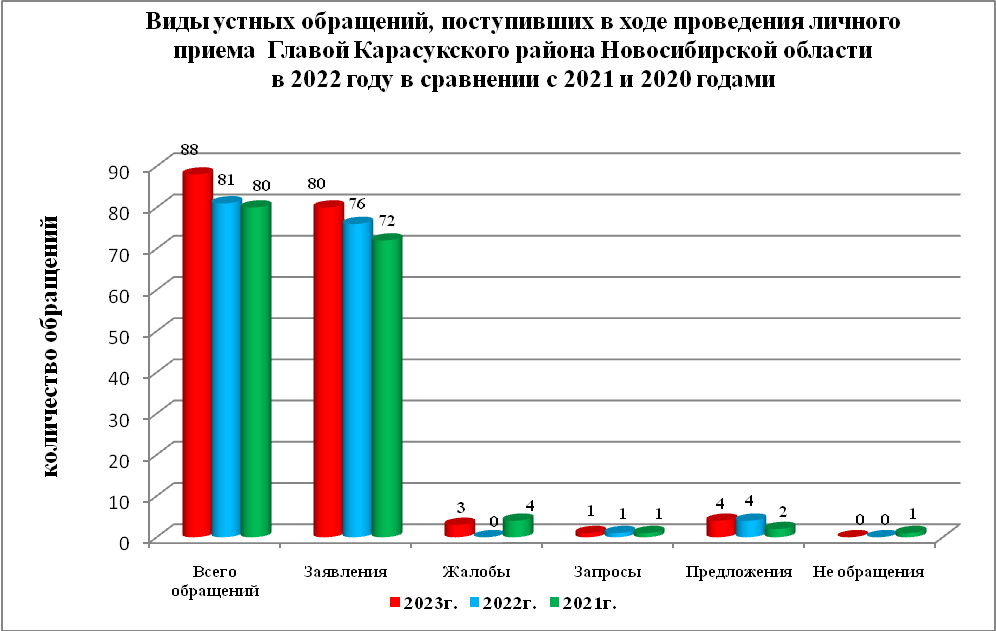 Виды устных обращений, поступивших в ходе проведения личного
приема Главой Карасукского района Новосибирской области
в 2022 году в сравнении с 2021 и 2020 годами
количество обращений
90
80
70
60
50
40
30
20
10
0
88
81
80
80
76
72
3
0
4
1
1
1
4
4
2
0
0
1
Всего
обращений
Заявления
Жалобы
Запросы
Предложения
Не обращения
2023г.
2022г.
2021г.